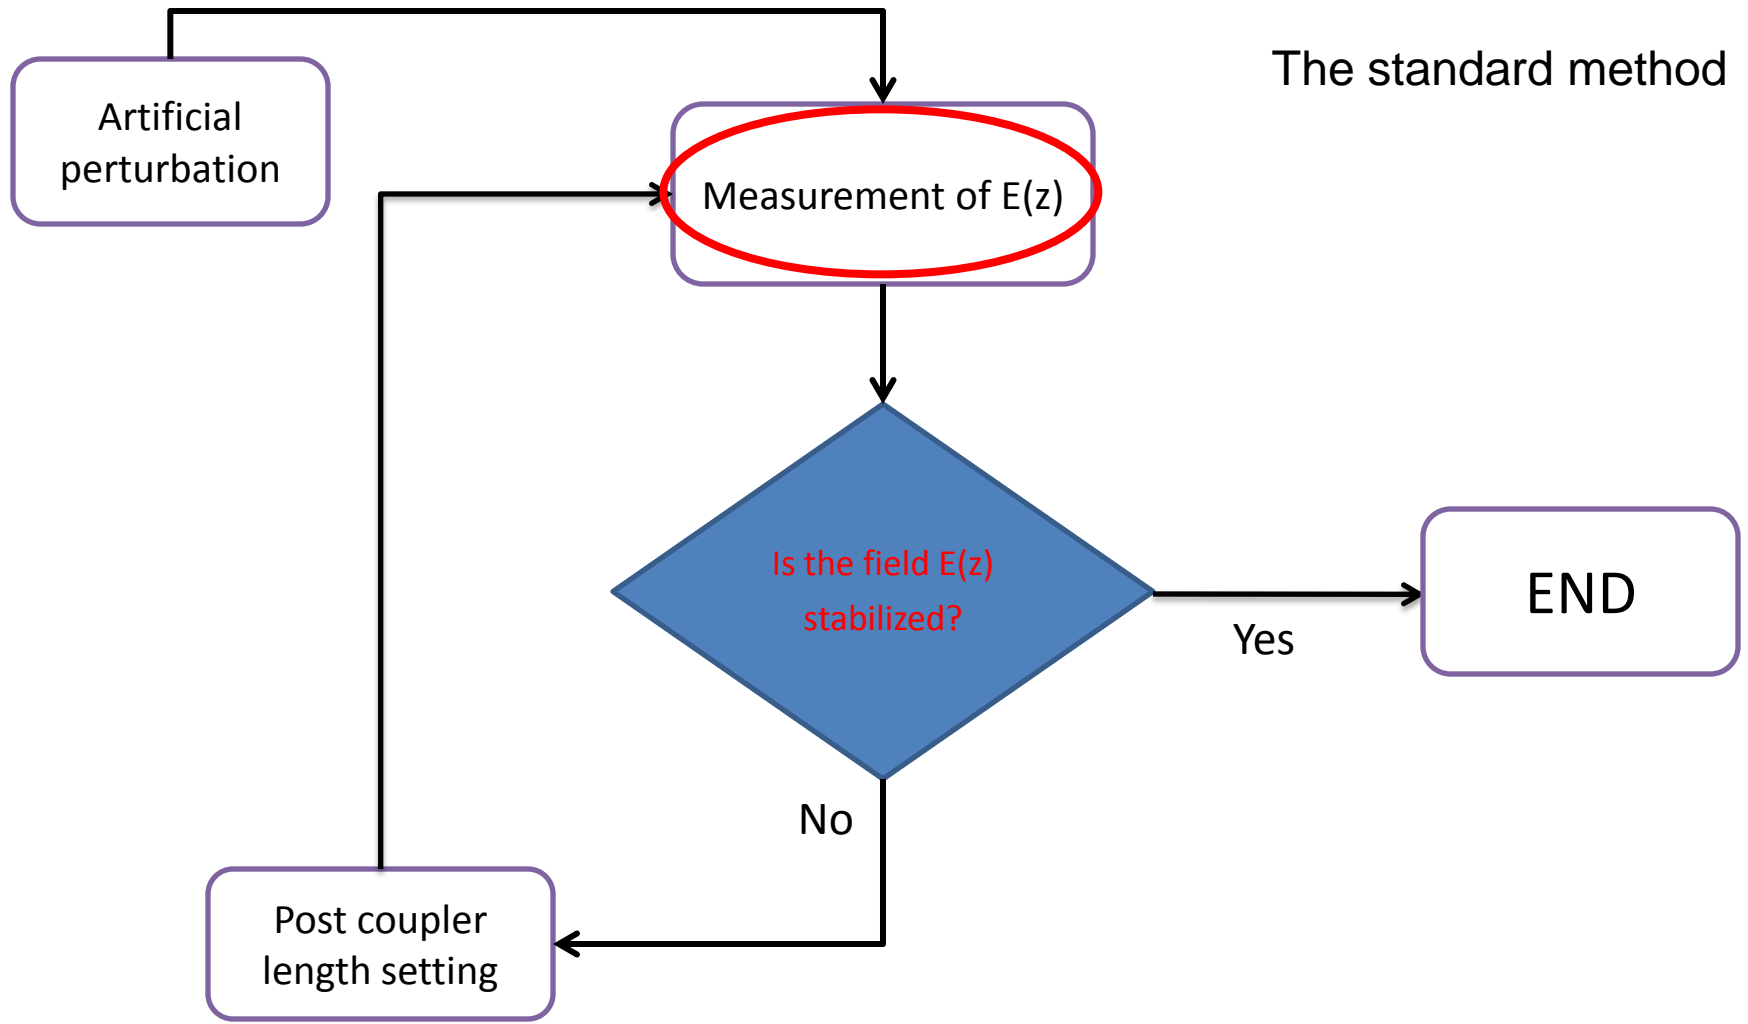 The standard method
Artificial
perturbation
Measurement of E(z)
Is the field E(z)
stabilized?
Yes
END
No
Post coupler
length setting